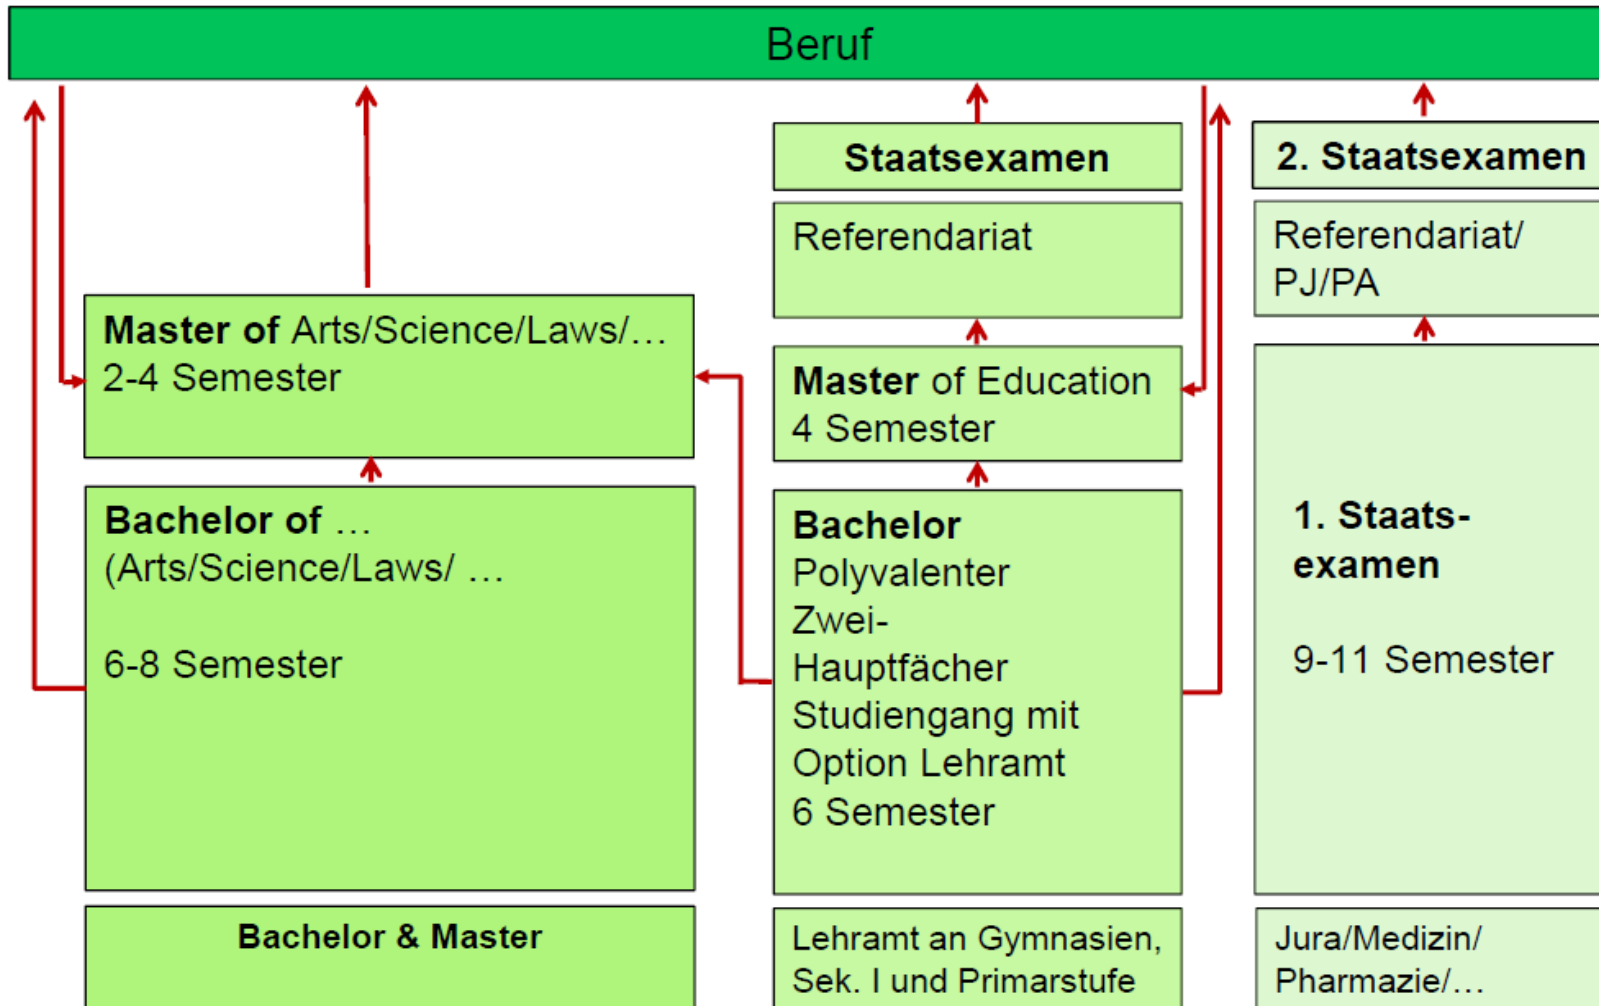 Beruf
Master of Arts/Science/Laws/…
2-4 Semester
Bachelor of …
(Arts/Science/Laws/ …
6-8 Semester
Bachelor & Master
Staatsexamen
Referendariat
Master of Education
4 Semester
Bachelor
Polyvalenter
Zwei-
Hauptfächer
Studiengang mit
Option Lehramt
6 Semester
Lehramt an Gymnasien,
Sek. I und Primarstufe
2. Staatsexamen
Referendariat/
PJ/PA
1. Staats-
examen
9-11 Semester
Jura/Medizin/
Pharmazie/…